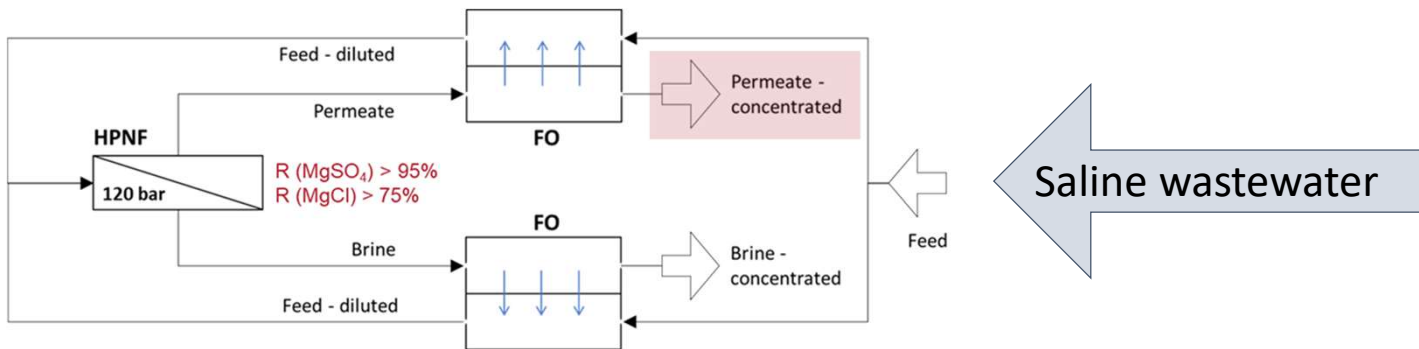 Feed - diluted
Permeate
FO
Permeate -
concentrated
HPNF
120 bar
R (MgSO₄) > 95%
R (MgCl) > 75%
Saline wastewater
Feed
FO
Brine
Brine -
concentrated
Feed - diluted